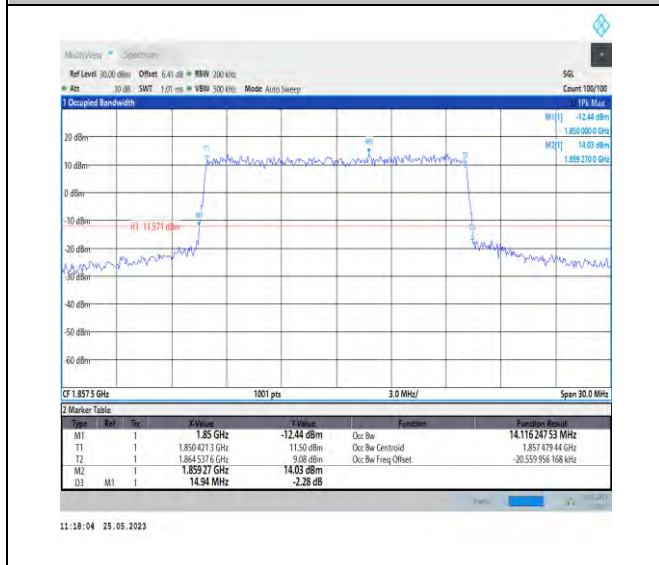 MultiView Spectrum
Ref Level 30.00 dBm Offset 6.41 dB RBW 200 kHz SGL
Att 30 dB SWT 1.01 ms VBW 500 kHz Mode Auto Sweep Count 100/100
1 Occupied Bandwidth 1Pk Max
M1[1] -12.44 dBm
1.850 000 0 GHz
M2[1] 14.03 dBm
1.859 270 0 GHz
20 dBm
10 dBm
0 dBm
-10 dBm
-20 dBm
-30 dBm
-40 dBm
-50 dBm
-60 dBm
T1
M2
T2
M1
H1 -11.971 dBm
D3
CF 1.857 5 GHz 1001 pts 3.0 MHz/ Span 30.0 MHz
2 Marker Table
Type Ref Trc X-Value Y-Value Function Function Result
M1 1 1.85 GHz -12.44 dBm Occ Bw 14.116 247 53 MHz
T1 1 1.850 421 3 GHz 11.50 dBm Occ Bw Centroid 1.857 479 44 GHz
T2 1 1.864 537 6 GHz 9.08 dBm Occ Bw Freq Offset -20.559 956 168 kHz
M2 1 1.859 27 GHz 14.03 dBm
D3 M1 1 14.94 MHz -2.28 dB
11:18:04 25.05.2023